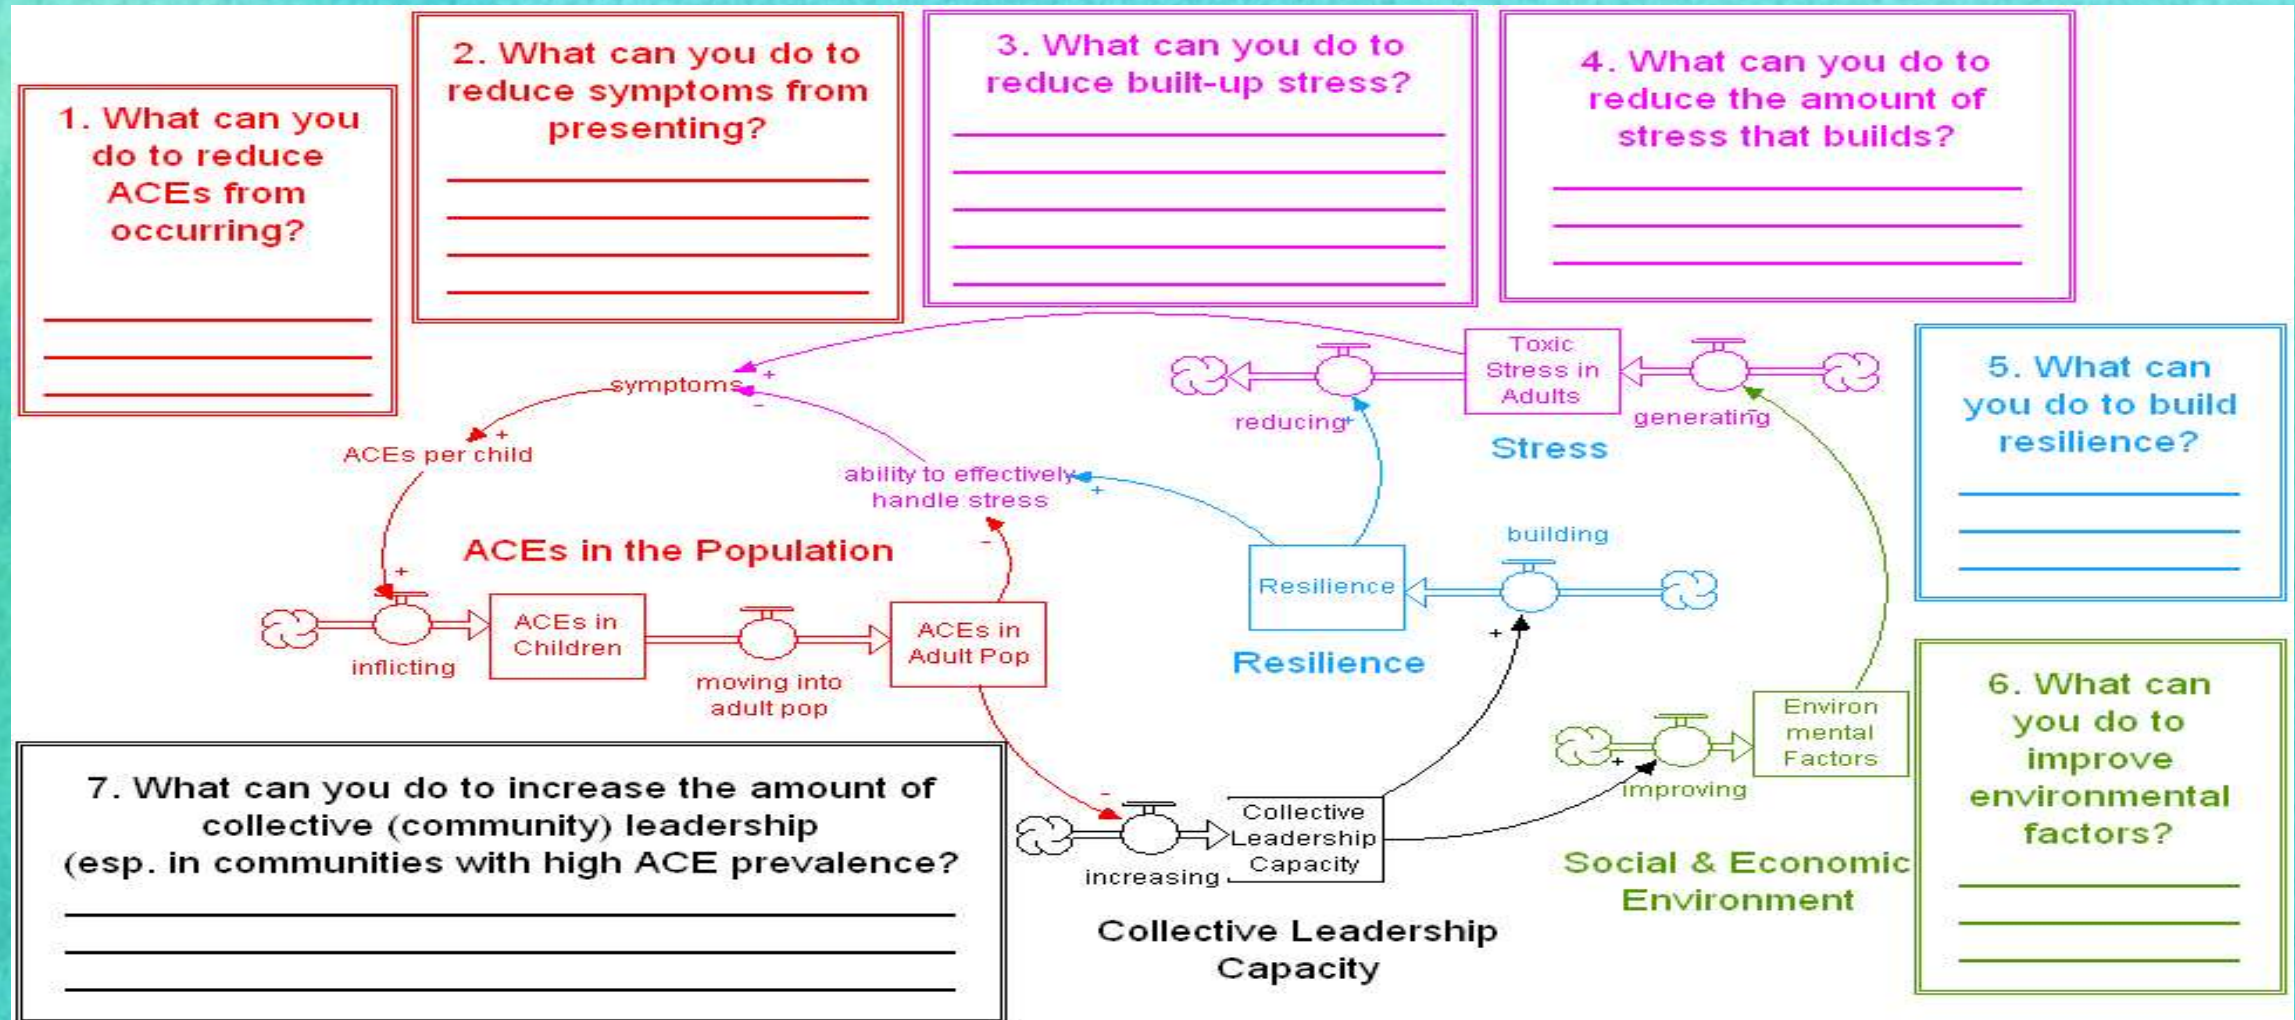 1. What can you
do to reduce
ACEs from
occurring?
2. What can you do to
reduce symptoms from
presenting?
3. What can you do to
reduce built-up stress?
4. What can you do to
reduce the amount of
stress that builds?
5. What can
you do to build
resilience?
6. What can
you do to
improve
environmental
factors?
7. What can you do to increase the amount of
collective (community) leadership
(esp. in communities with high ACE prevalence?
symptoms
+
-
+
ACEs per child
+
ability to effectively
handle stress
+
-
ACEs in the Population
inflicting
ACEs in
Children
moving into
adult pop
ACEs in
Adult Pop
-
reducing
+
Toxic
Stress in
Adults
generating
-
Stress
building
Resilience
+
Resilience
Environ
mental
Factors
+
improving
Social & Economic
Environment
increasing
Collective
Leadership
Capacity
Collective Leadership
Capacity